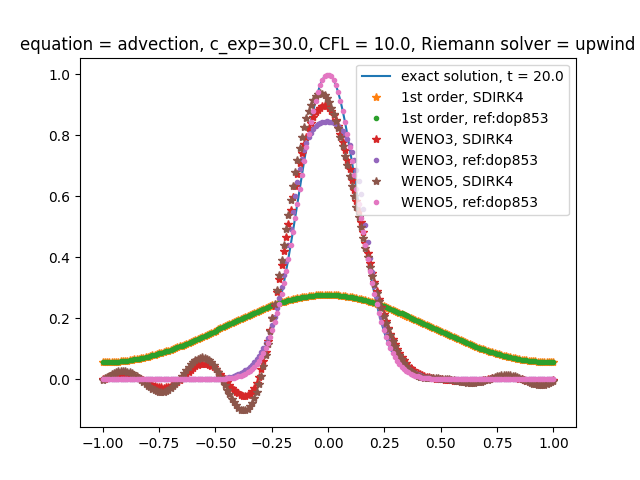 equation = advection, c_exp=30.0, CFL = 10.0, Riemann solver = upwind
exact solution, t = 20.0
1st order, SDIRK4
1st order, ref:dop853
WENO3, SDIRK4
WENO3, ref:dop853
WENO5, SDIRK4
WENO5, ref:dop853
1.0
0.8
0.6
0.4
0.2
0.0
−1.00 −0.75 −0.50 −0.25 0.00 0.25 0.50 0.75 1.00